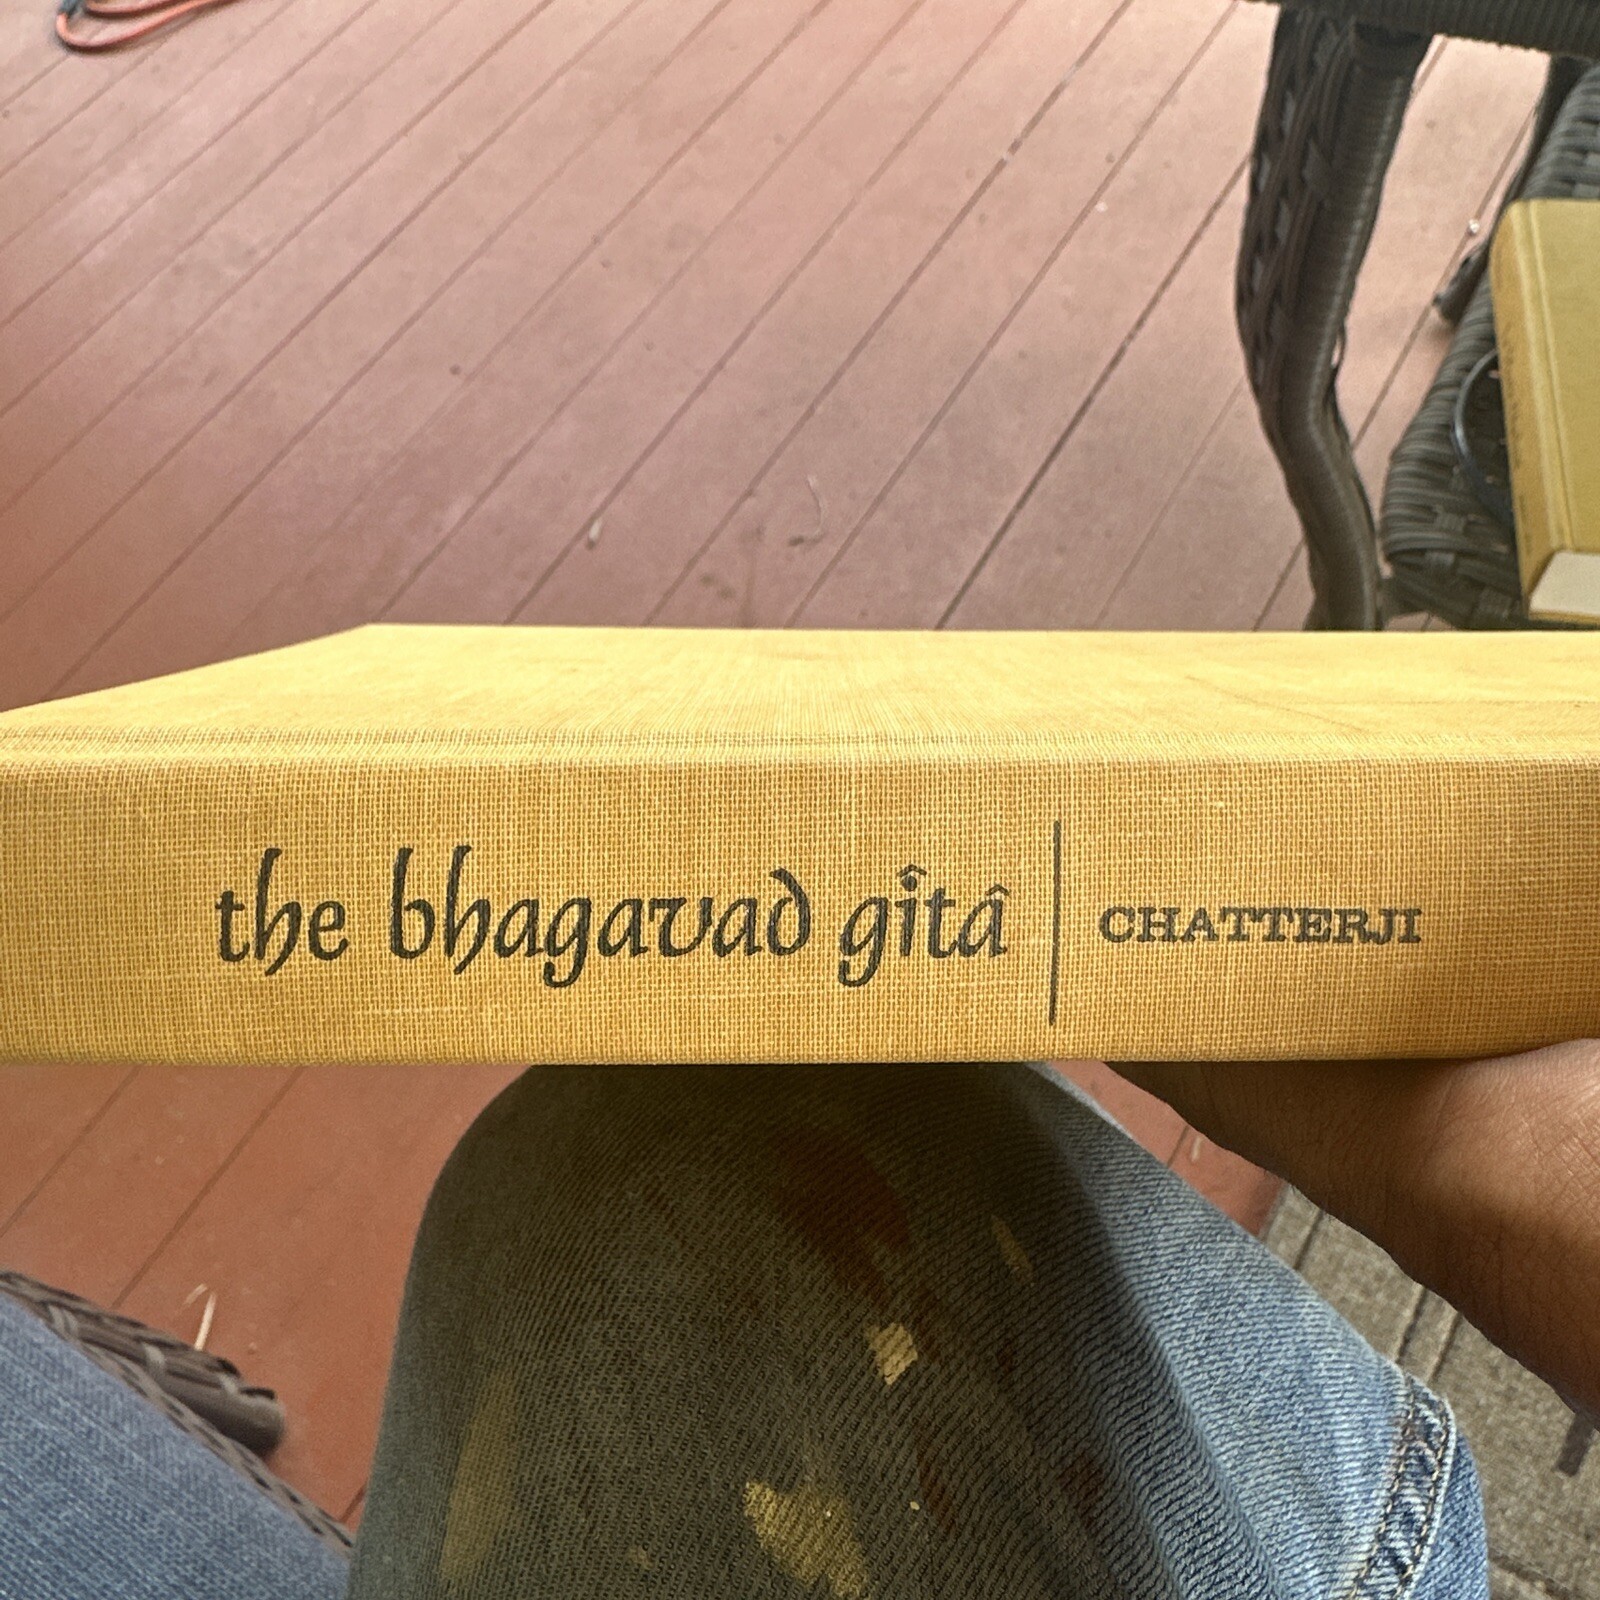 the bhagavad gîtâ | CHATTERJI